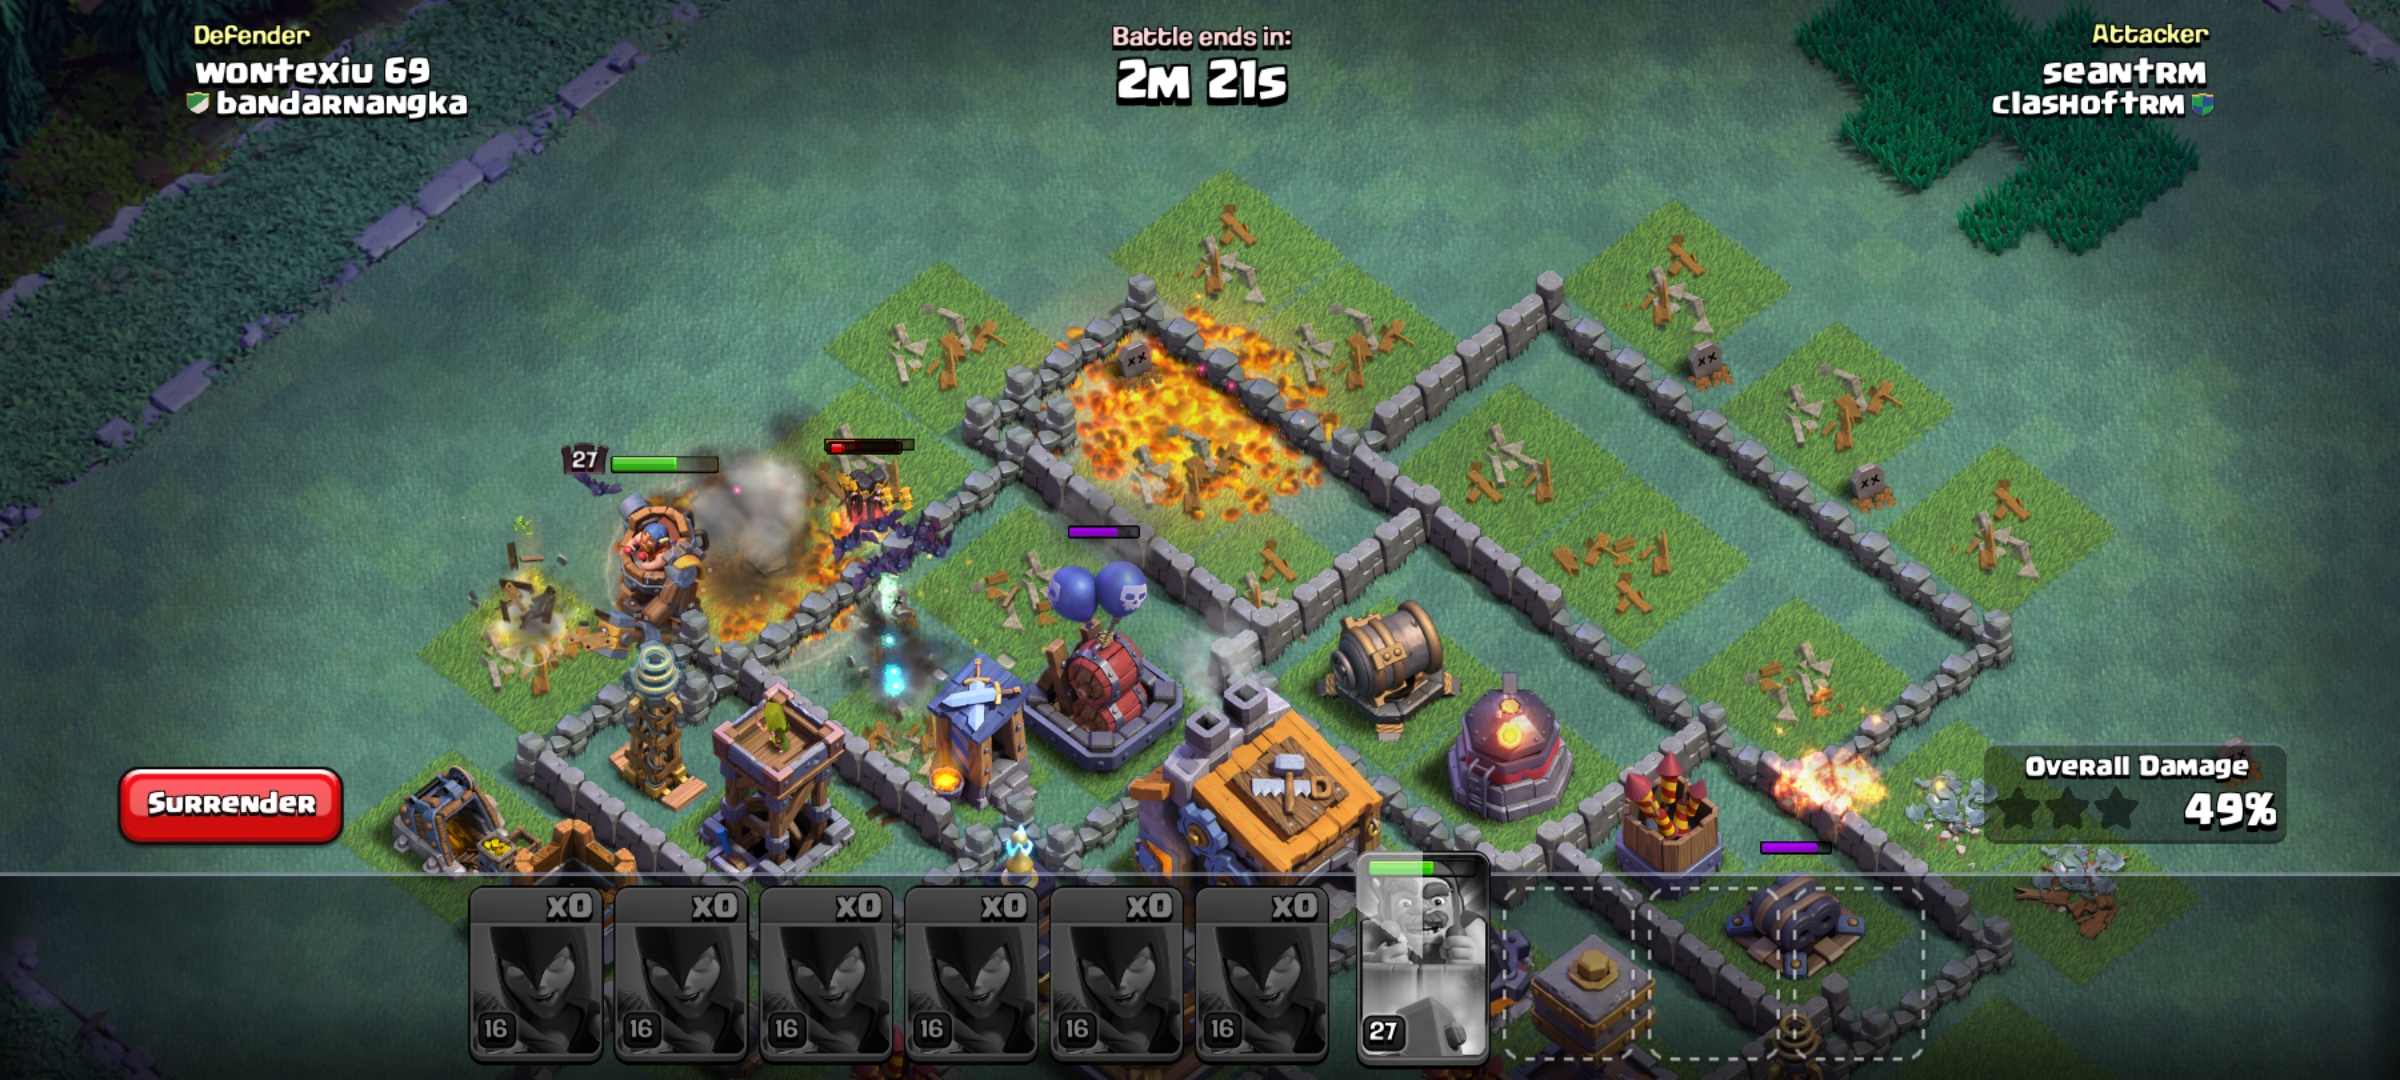 Defender
wontexiu 69
bandarnangka
Battle ends in:
2M 21s
Attacker
seantRM
clashoftRM
27
Surrender
Overall Damage
49%
x0
x0
x0
x0
x0
x0
16
16
16
16
16
16
27